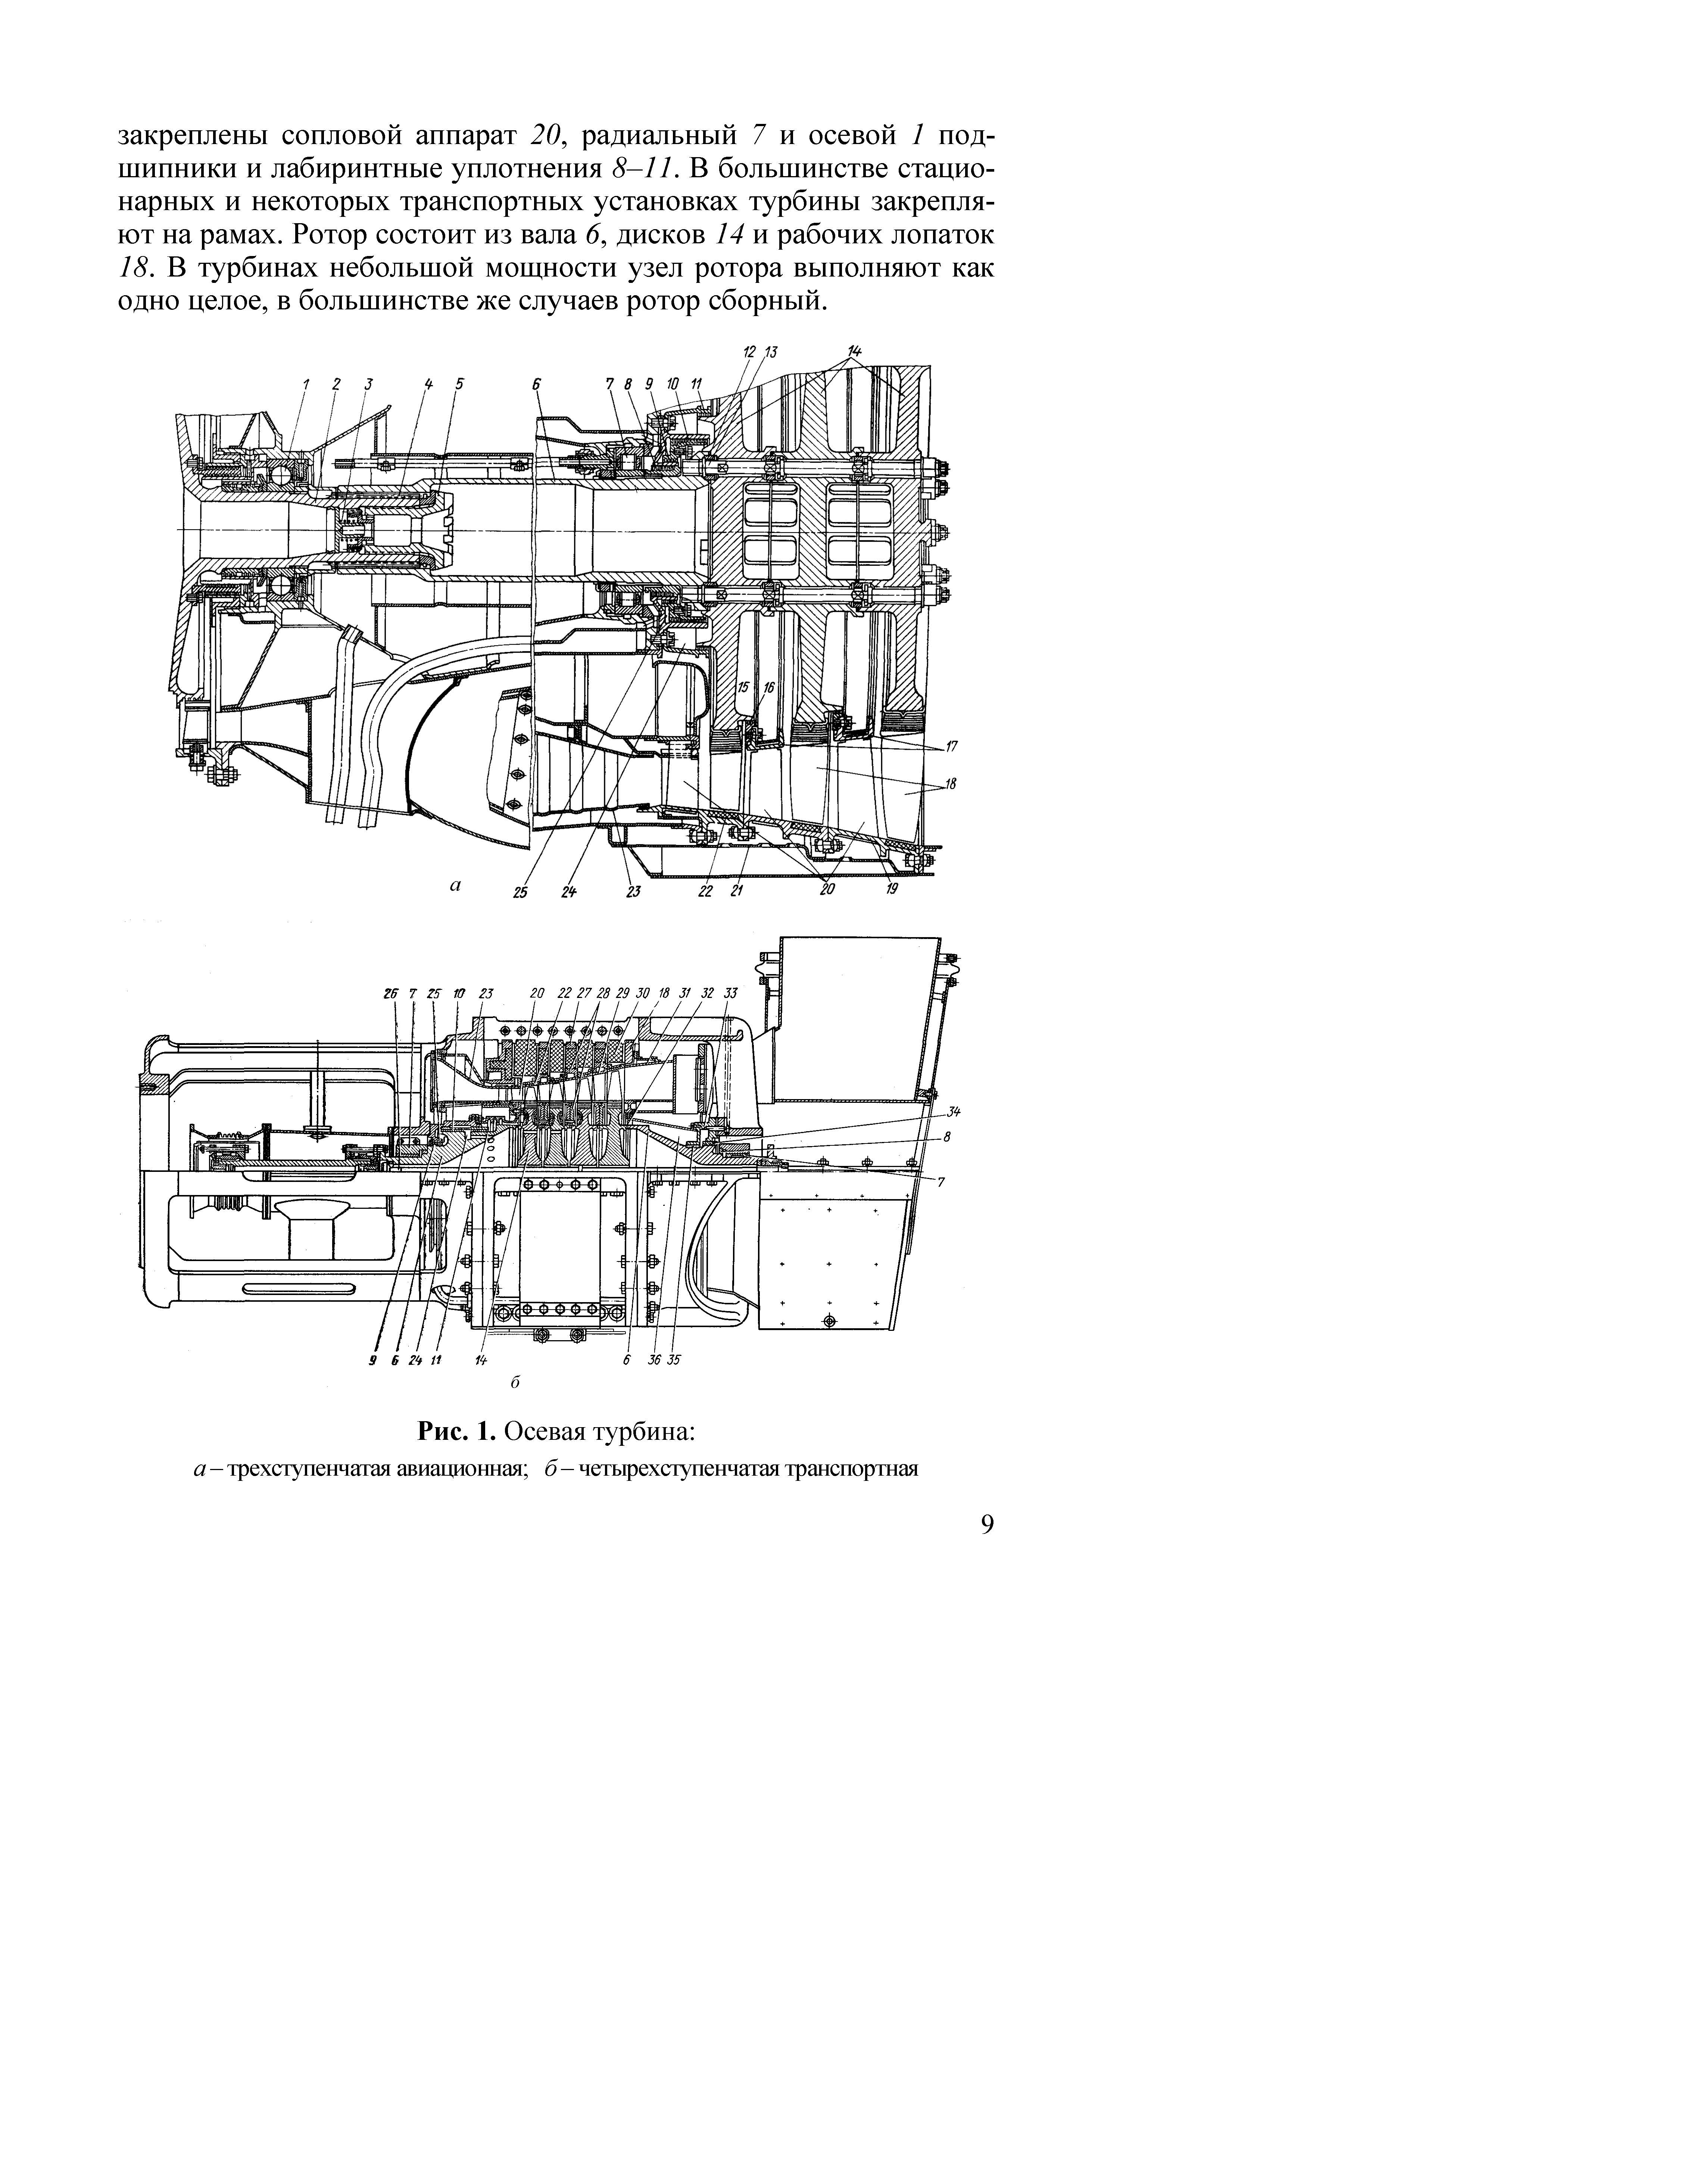 закреплены сопловой аппарат 20, радиальный 7 и осевой 1 под-
шипники и лабиринтные уплотнения 8–11. В большинстве стацио-
нарных и некоторых транспортных установках турбины закрепля-
ют на рамах. Ротор состоит из вала 6, дисков 14 и рабочих лопаток
18. В турбинах небольшой мощности узел ротора выполняют как
одно целое, в большинстве же случаев ротор сборный.
12 13 14
1 2 3 4 5 6 7 8 9 10 11
15 16
17
18
а 25 24 23 22 21 20 19
26 7 25 10 23 20 22 27 28 29 30 18 31 32 33
34
8
7
9 6 24 11 14 6 36 35
б
Рис. 1. Осевая турбина:
а – трехступенчатая авиационная; б – четырехступенчатая транспортная
9